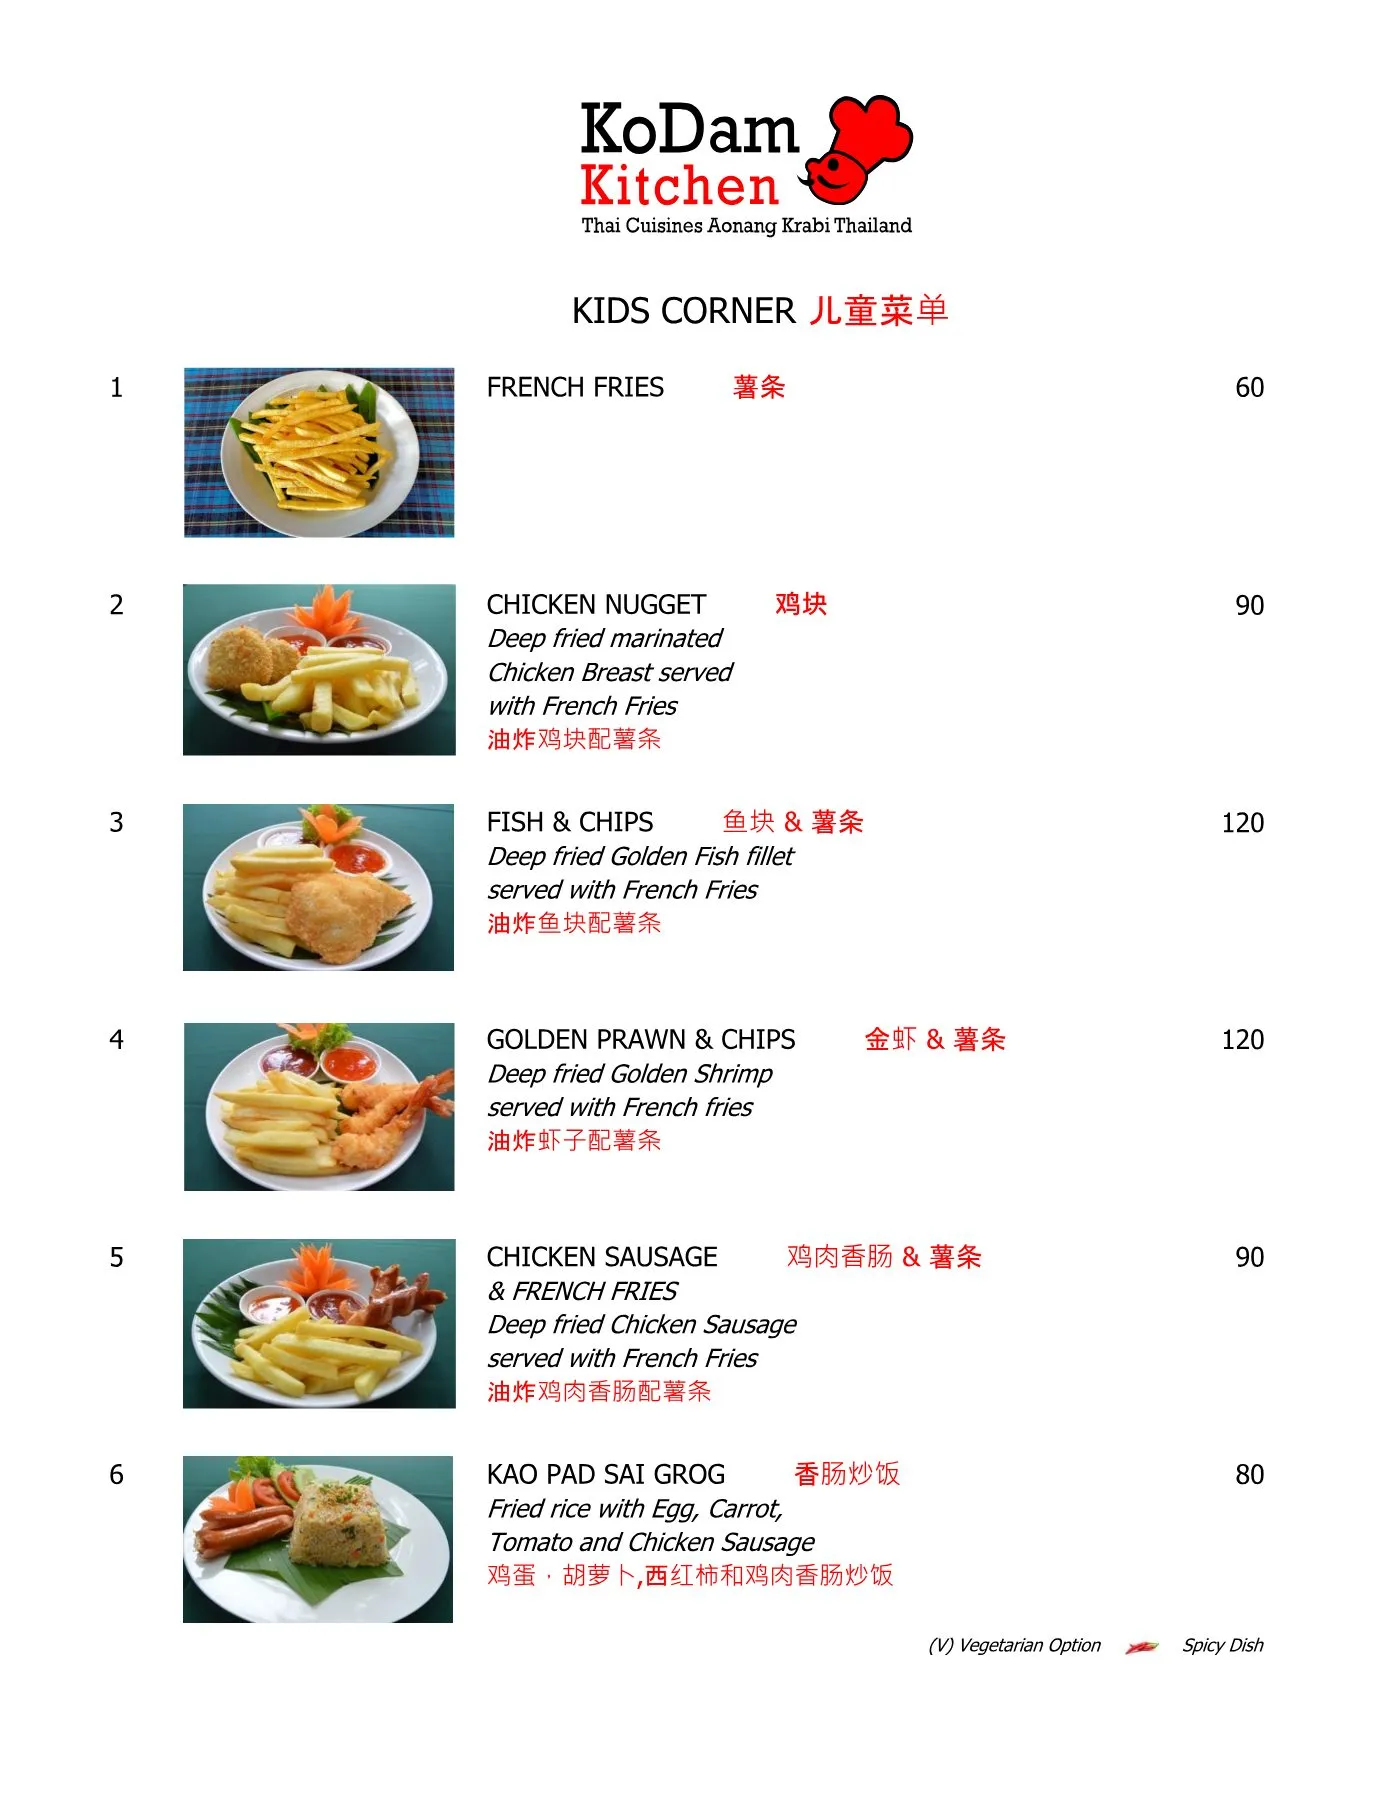 KoDam
Kitchen
Thai Cuisines Aonang Krabi Thailand
KIDS CORNER 儿童菜单
1 FRENCH FRIES 薯条 60
2 CHICKEN NUGGET 鸡块 90
Deep fried marinated
Chicken Breast served
with French Fries
油炸鸡块配薯条
3 FISH & CHIPS 鱼块 & 薯条 120
Deep fried Golden Fish fillet
served with French Fries
油炸鱼块配薯条
4 GOLDEN PRAWN & CHIPS 金虾 & 薯条 120
Deep fried Golden Shrimp
served with French fries
油炸虾子配薯条
5 CHICKEN SAUSAGE 鸡肉香肠 & 薯条 90
& FRENCH FRIES
Deep fried Chicken Sausage
served with French Fries
油炸鸡肉香肠配薯条
6 KAO PAD SAI GROG 香肠炒饭 80
Fried rice with Egg, Carrot,
Tomato and Chicken Sausage
鸡蛋，胡萝卜,西红柿和鸡肉香肠炒饭
(V) Vegetarian Option Spicy Dish